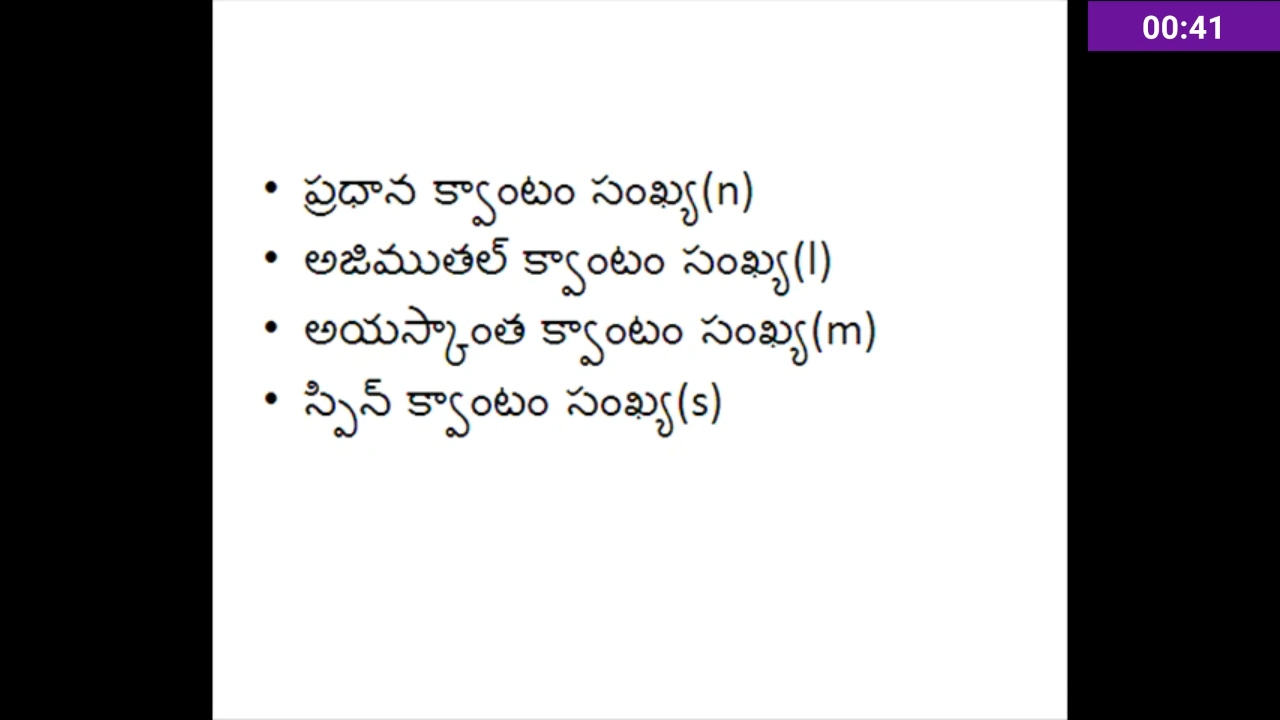 00:41
• ప్రధాన క్వాంటం సంఖ్య(n)
• అజిముతల్ క్వాంటం సంఖ్య(l)
• అయస్కాంత క్వాంటం సంఖ్య(m)
• స్పిన్ క్వాంటం సంఖ్య(s)